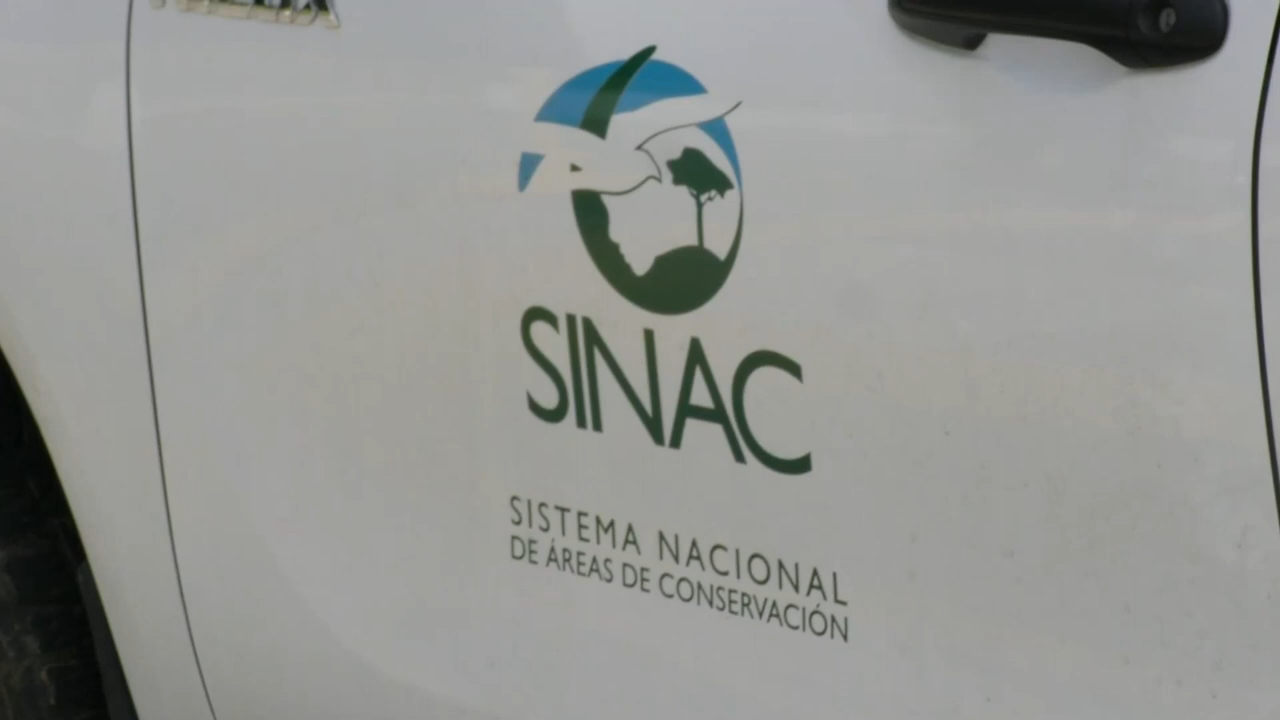 SINAC
SISTEMA NACIONAL
DE ÁREAS DE CONSERVACIÓN